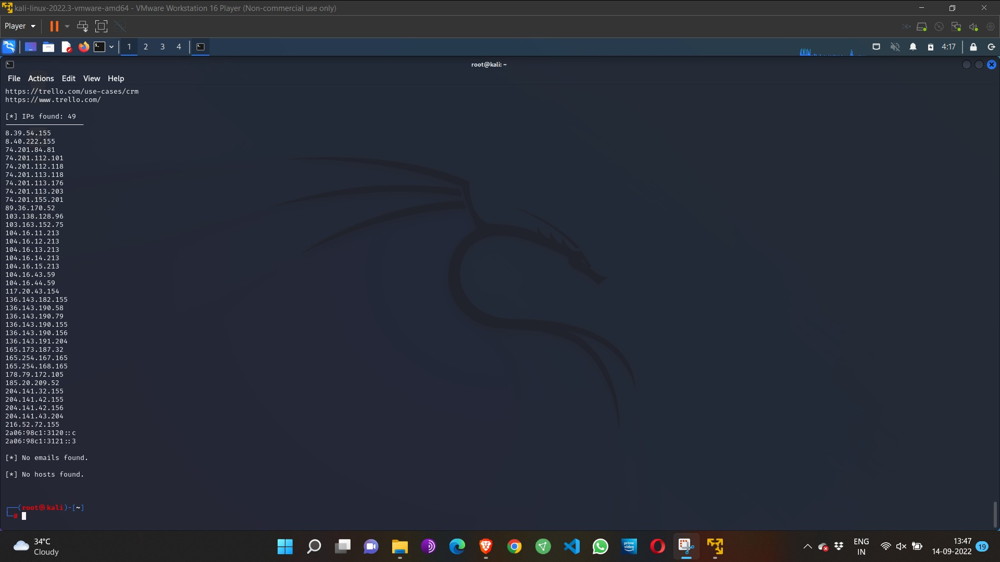 kali-linux-2022.3-vmware-amd64 - VMware Workstation 16 Player (Non-commercial use only)
Player
1 2 3 4
4:17
root@kali: ~
File Actions Edit View Help
https://trello.com/use-cases/crm
https://www.trello.com/
[*] IPs found: 49
8.39.54.155
8.40.222.155
74.201.84.81
74.201.112.101
74.201.112.118
74.201.113.118
74.201.113.176
74.201.113.203
74.201.155.201
89.36.170.52
103.138.128.96
103.163.152.75
104.16.11.213
104.16.12.213
104.16.13.213
104.16.14.213
104.16.15.213
104.16.43.59
104.16.44.59
117.20.43.154
136.143.182.155
136.143.190.58
136.143.190.79
136.143.190.155
136.143.190.156
136.143.191.204
165.173.187.32
165.254.167.165
165.254.168.165
178.79.172.105
185.20.209.52
204.141.32.155
204.141.42.155
204.141.42.156
204.141.43.204
216.52.72.155
2a06:98c1:3120::c
2a06:98c1:3121::3
[*] No emails found.
[*] No hosts found.
┌──(root㉿kali)-[~]
└─#
34°C
Cloudy
prime video
ENG
IN
13:47
14-09-2022
19